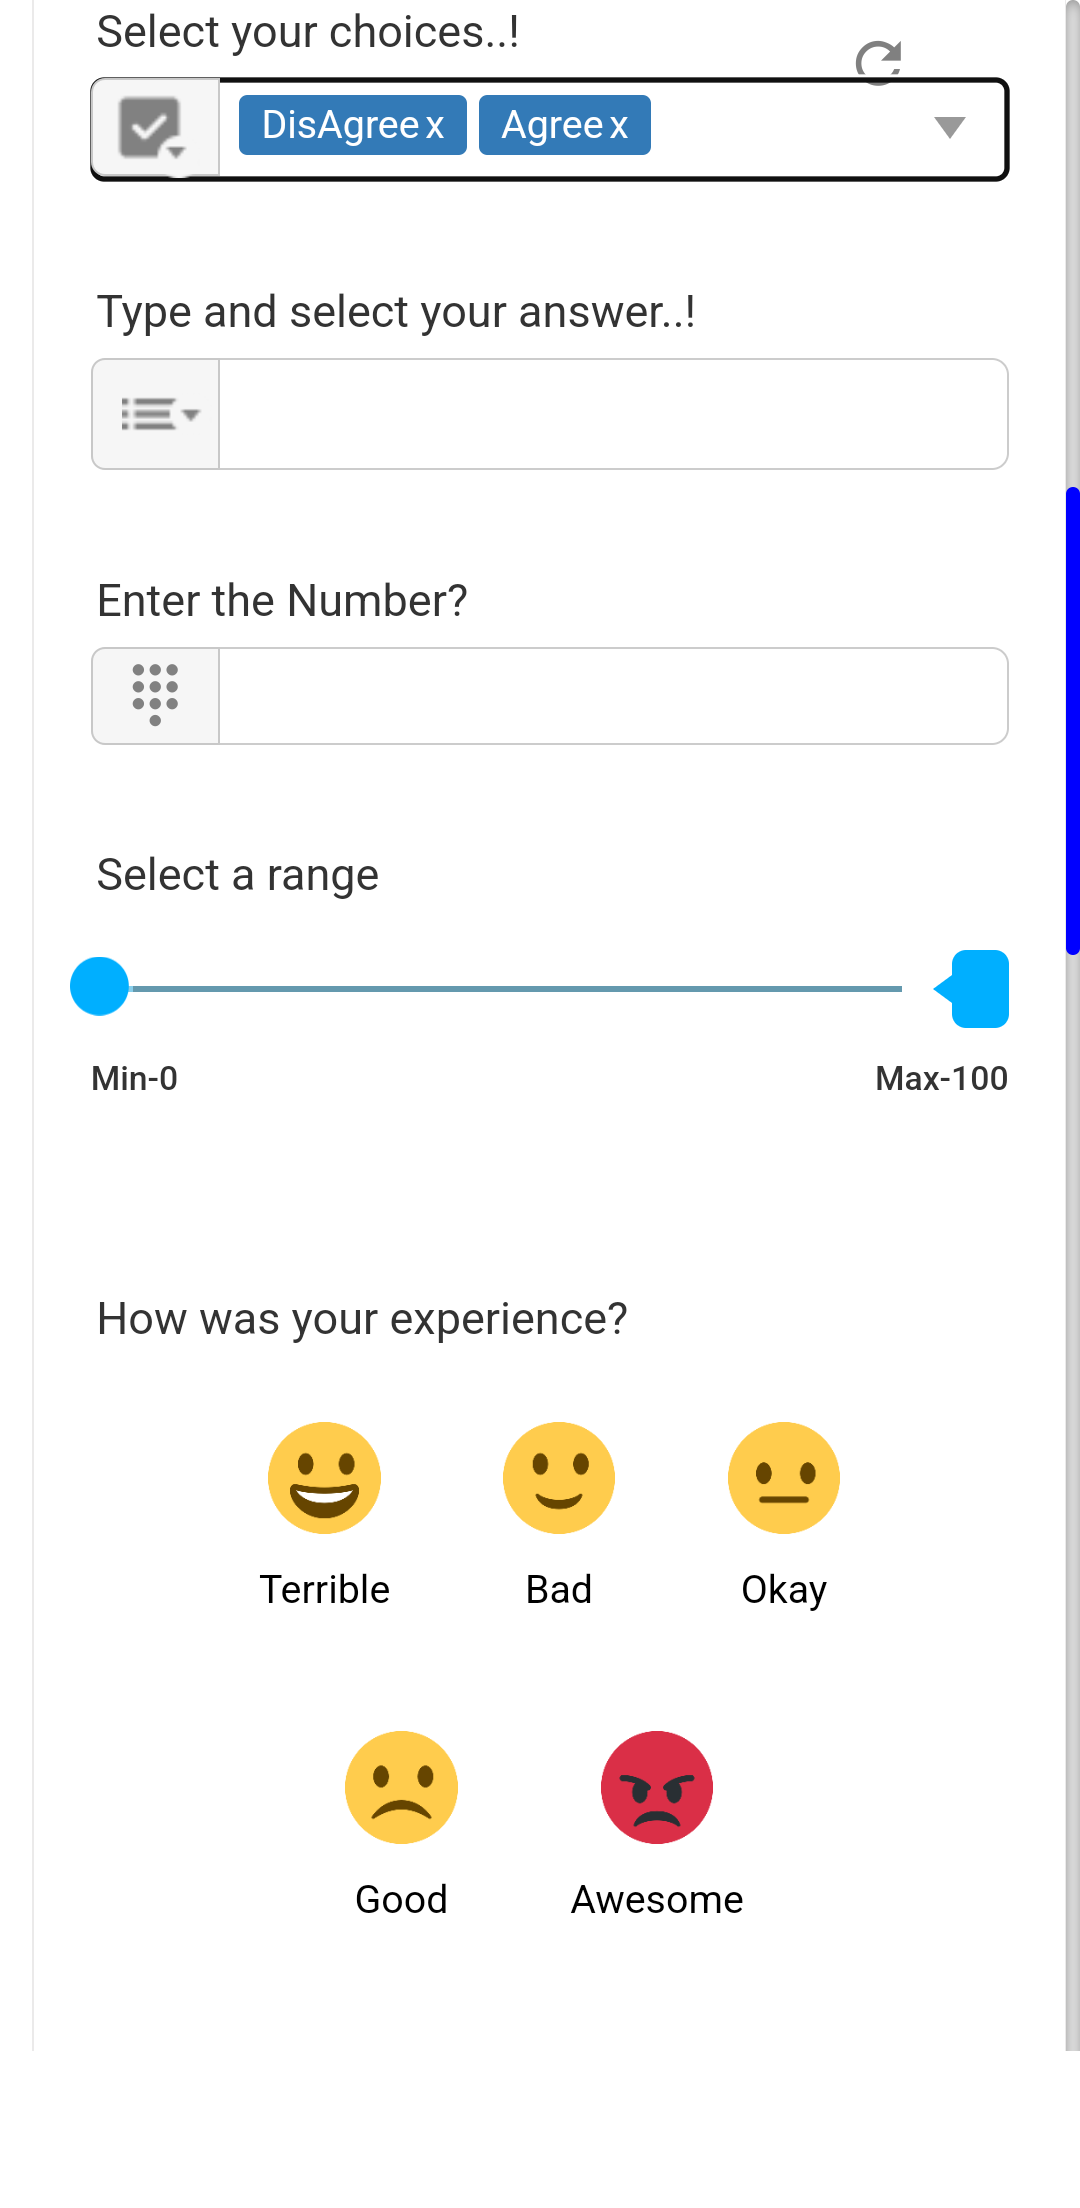 Select your choices..!
DisAgree x Agree x
Type and select your answer..!
Enter the Number?
Select a range
Min-0 Max-100
How was your experience?
Terrible Bad Okay
Good Awesome